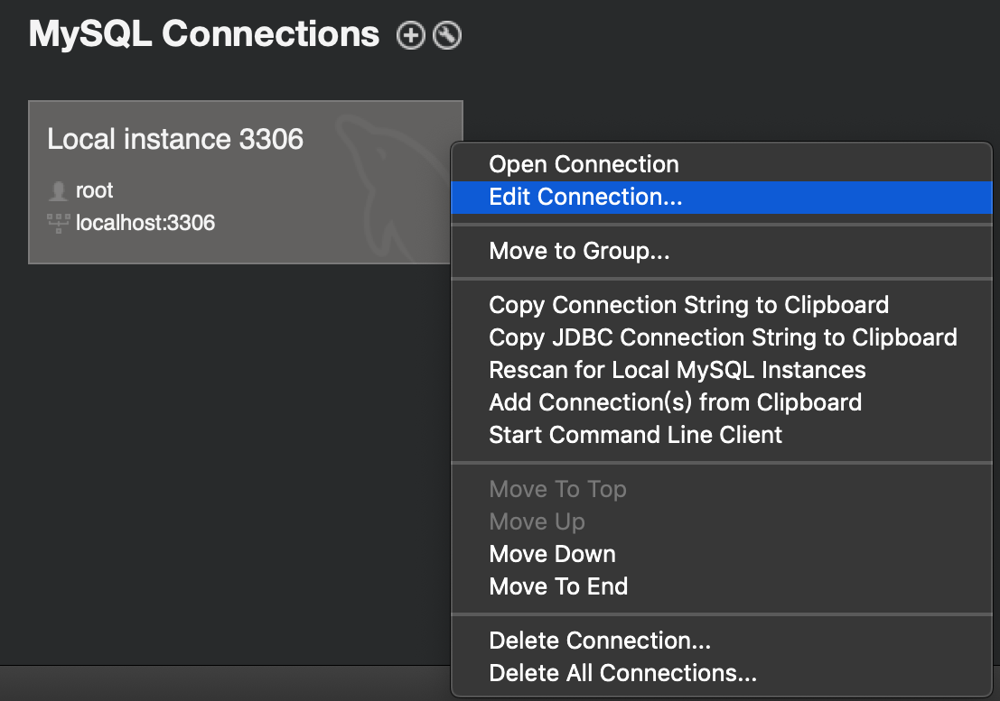 MySQL Connections
Local instance 3306
root
localhost:3306
Open Connection
Edit Connection...
Move to Group...
Copy Connection String to Clipboard
Copy JDBC Connection String to Clipboard
Rescan for Local MySQL Instances
Add Connection(s) from Clipboard
Start Command Line Client
Move To Top
Move Up
Move Down
Move To End
Delete Connection...
Delete All Connections...